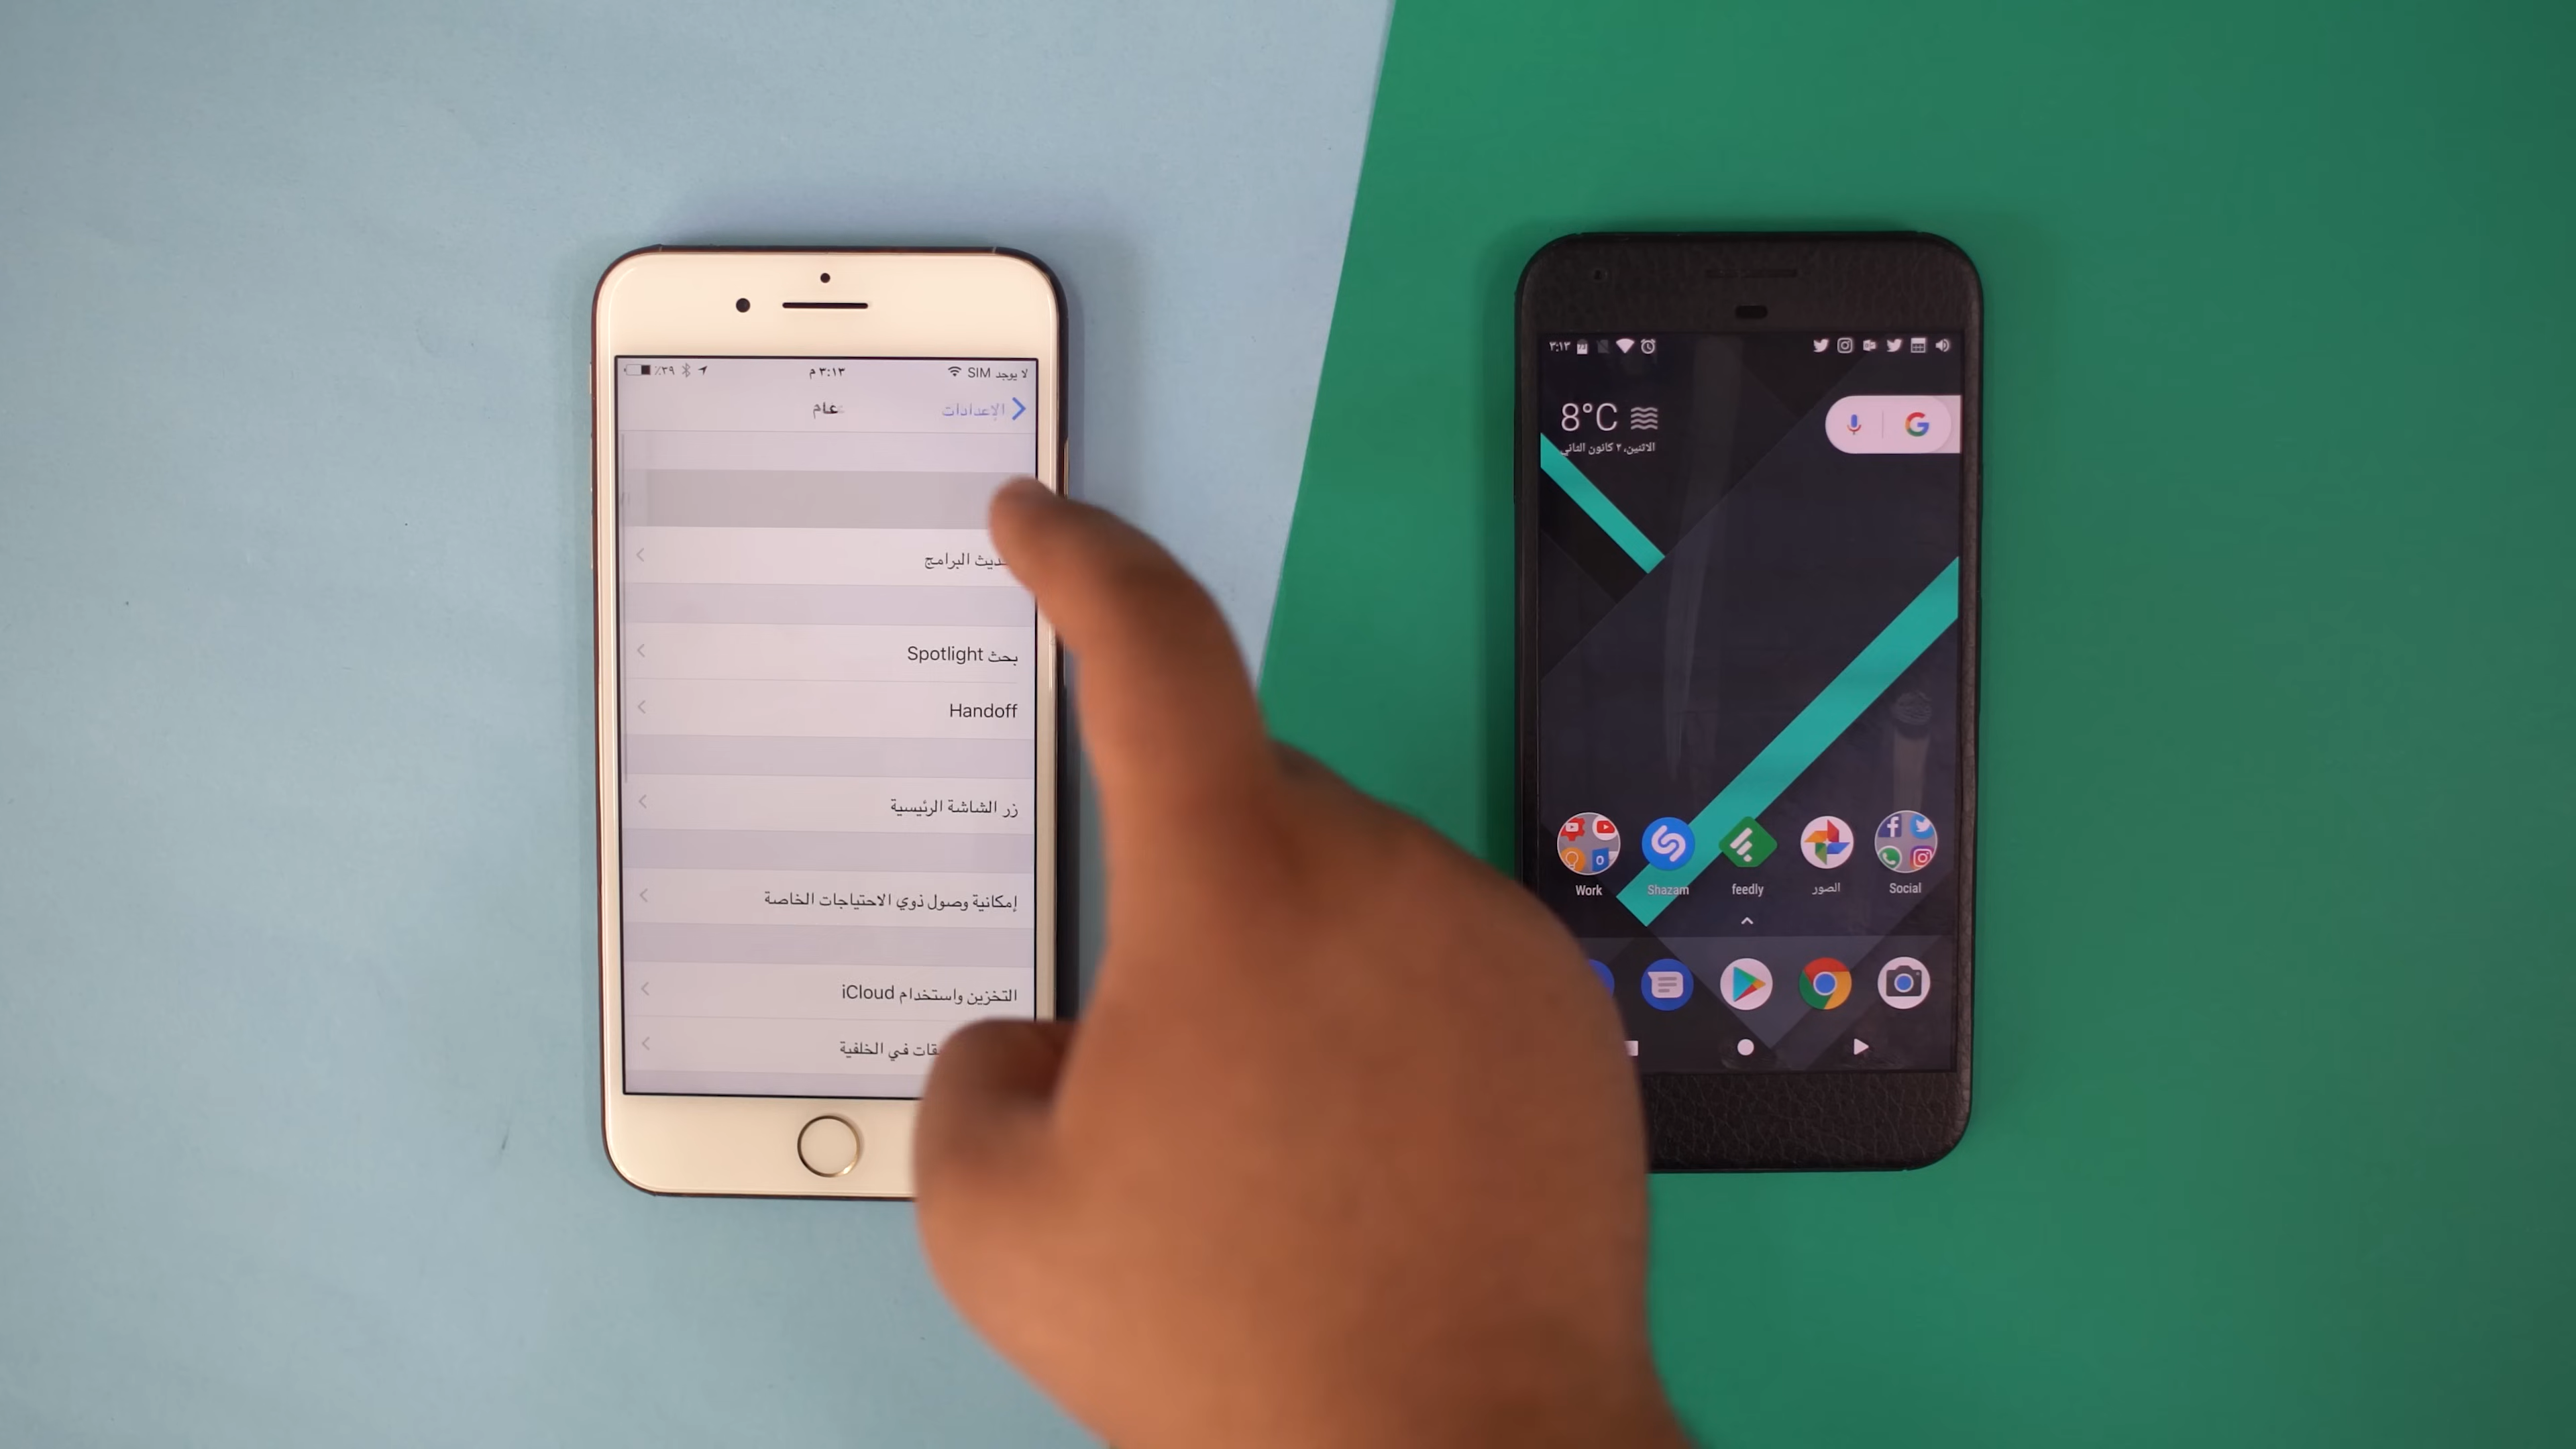 لا يوجد SIM
٣:١٣ م
٪٣٩
الإعدادات
عام
البرامج
بحث Spotlight
Handoff
زر الشاشة الرئيسية
إمكانية وصول ذوي الاحتياجات الخاصة
التخزين واستخدام iCloud
في الخلفية
٣:١٣
8°C
الاثنين، ٢ كانون الثاني
Work
Shazam
feedly
الصور
Social